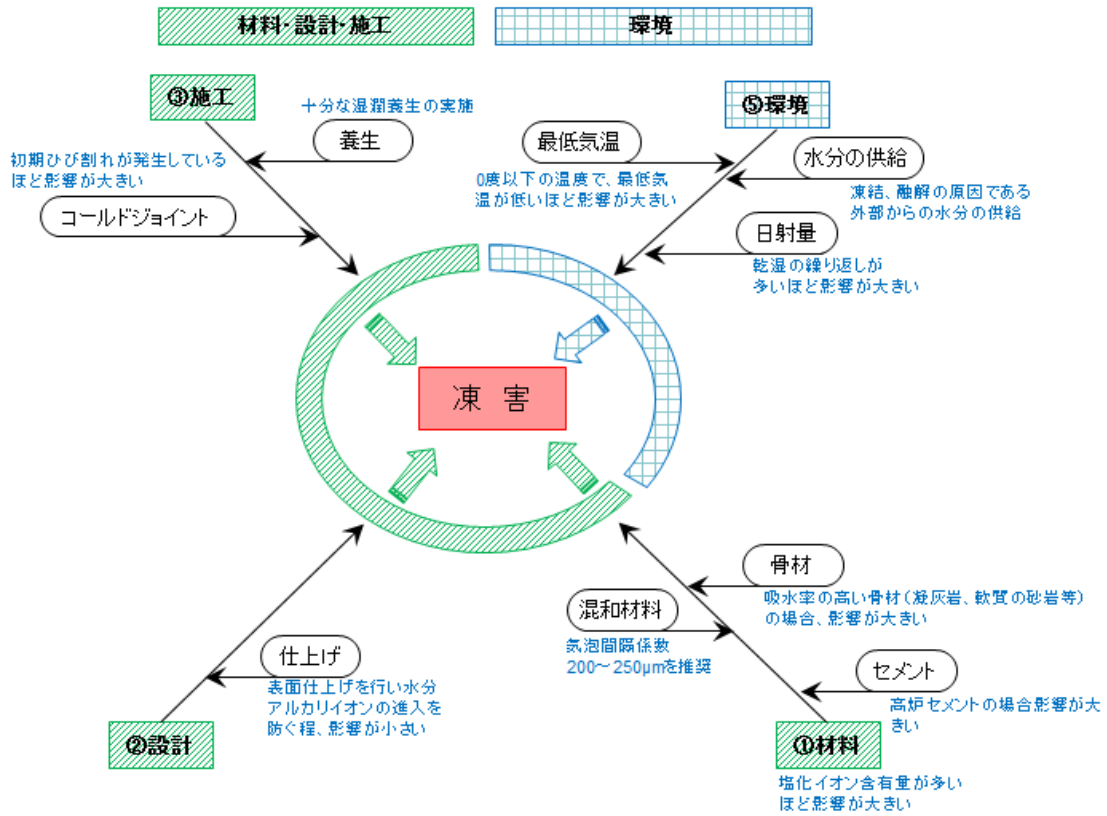 材料・設計・施工
環境
③施工
⑤環境
十分な湿潤養生の実施
養生
最低気温
水分の供給
初期ひび割れが発生している
ほど影響が大きい
0度以下の温度で、最低気
温が低いほど影響が大きい
凍結、融解の原因である
外部からの水分の供給
コールドジョイント
日射量
乾湿の繰り返しが
多いほど影響が大きい
凍 害
骨材
吸水率の高い骨材（凝灰岩、軟質の砂岩等）
の場合、影響が大きい
混和材料
気泡間隔係数
200～250μmを推奨
仕上げ
表面仕上げを行い水分
アルカリイオンの進入を
防ぐ程、影響が小さい
セメント
高炉セメントの場合影響が大
きい
②設計
①材料
塩化イオン含有量が多い
ほど影響が大きい